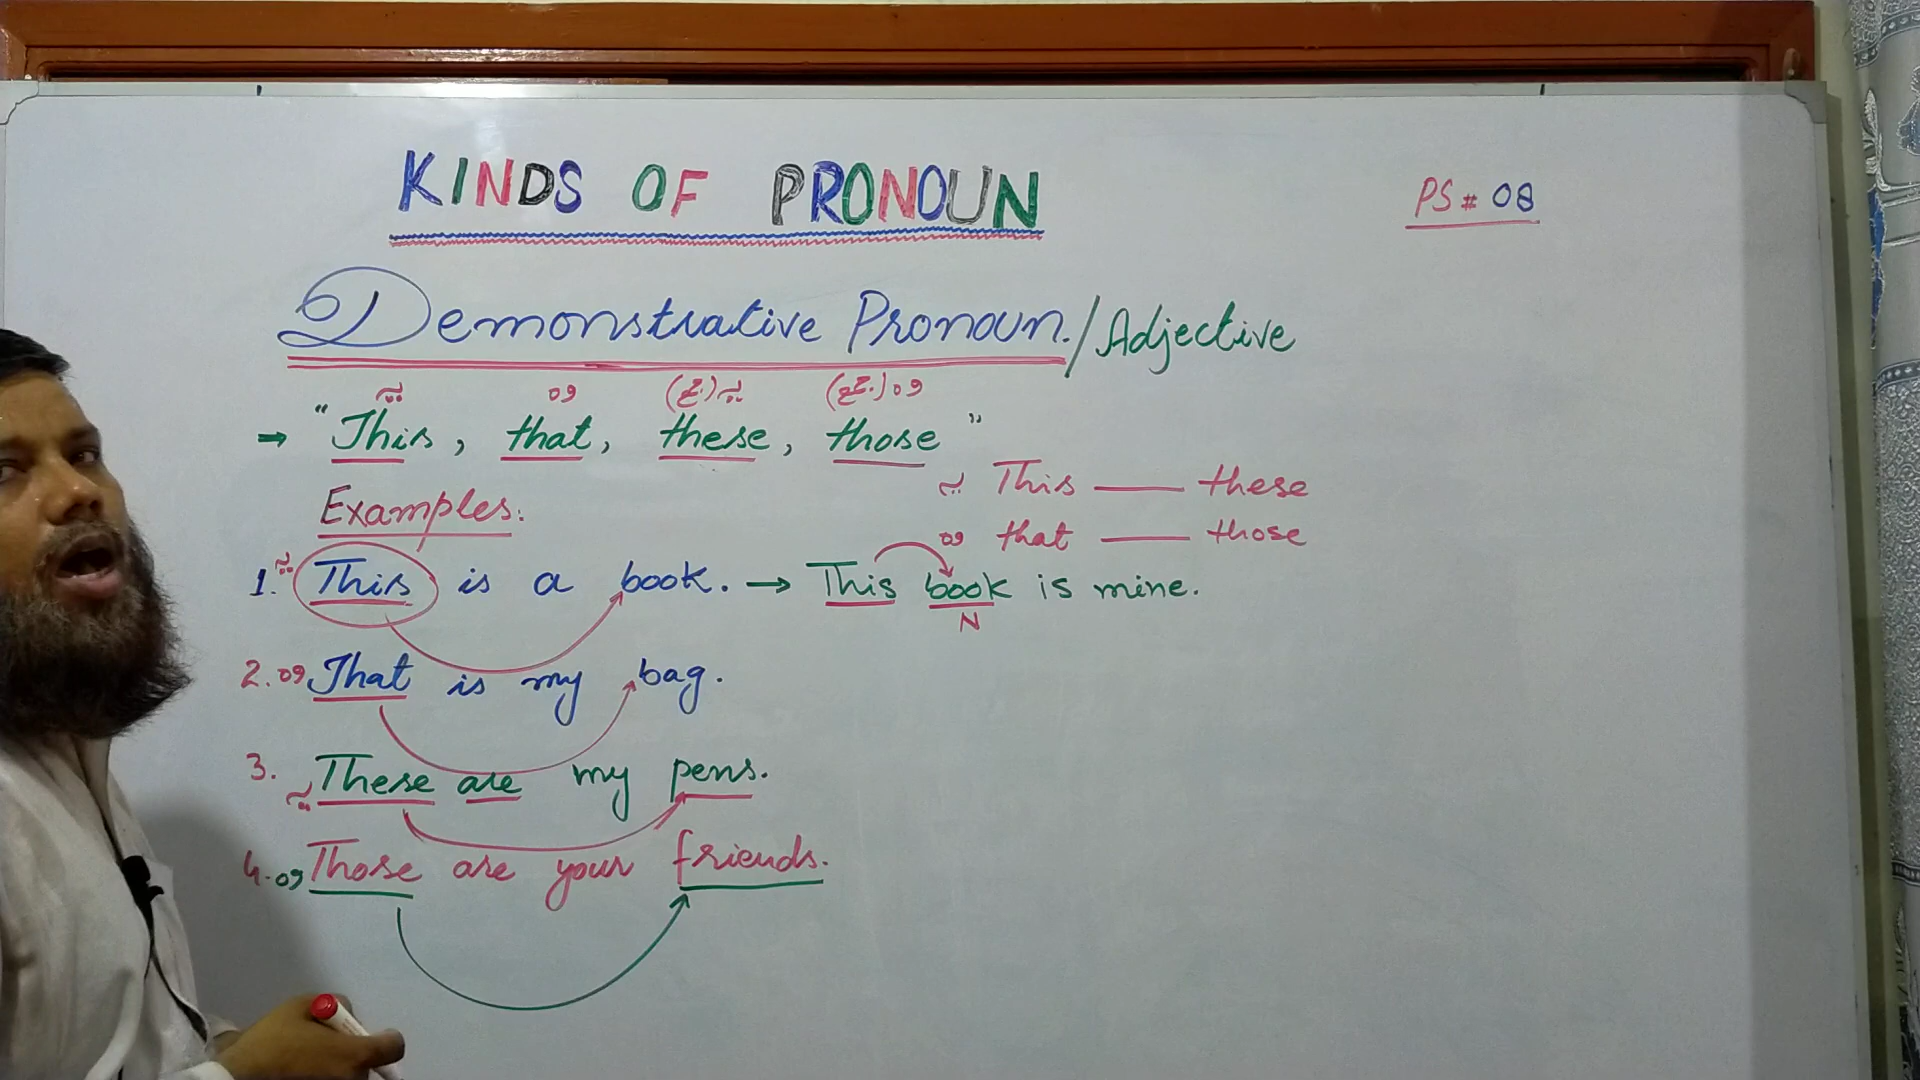 KINDS OF PRONOUN
PS # 08
Demonstrative Pronoun. / Adjective
یہ وہ یہ (جمع) وہ (جمع)
⇒ "This, that, these, those"
یہ This — these
Examples:
وہ that — those
1. یہ This is a book. → This book is mine.
N
2. وہ That is my bag.
3. یہ These are my pens.
4. وہ Those are your friends.